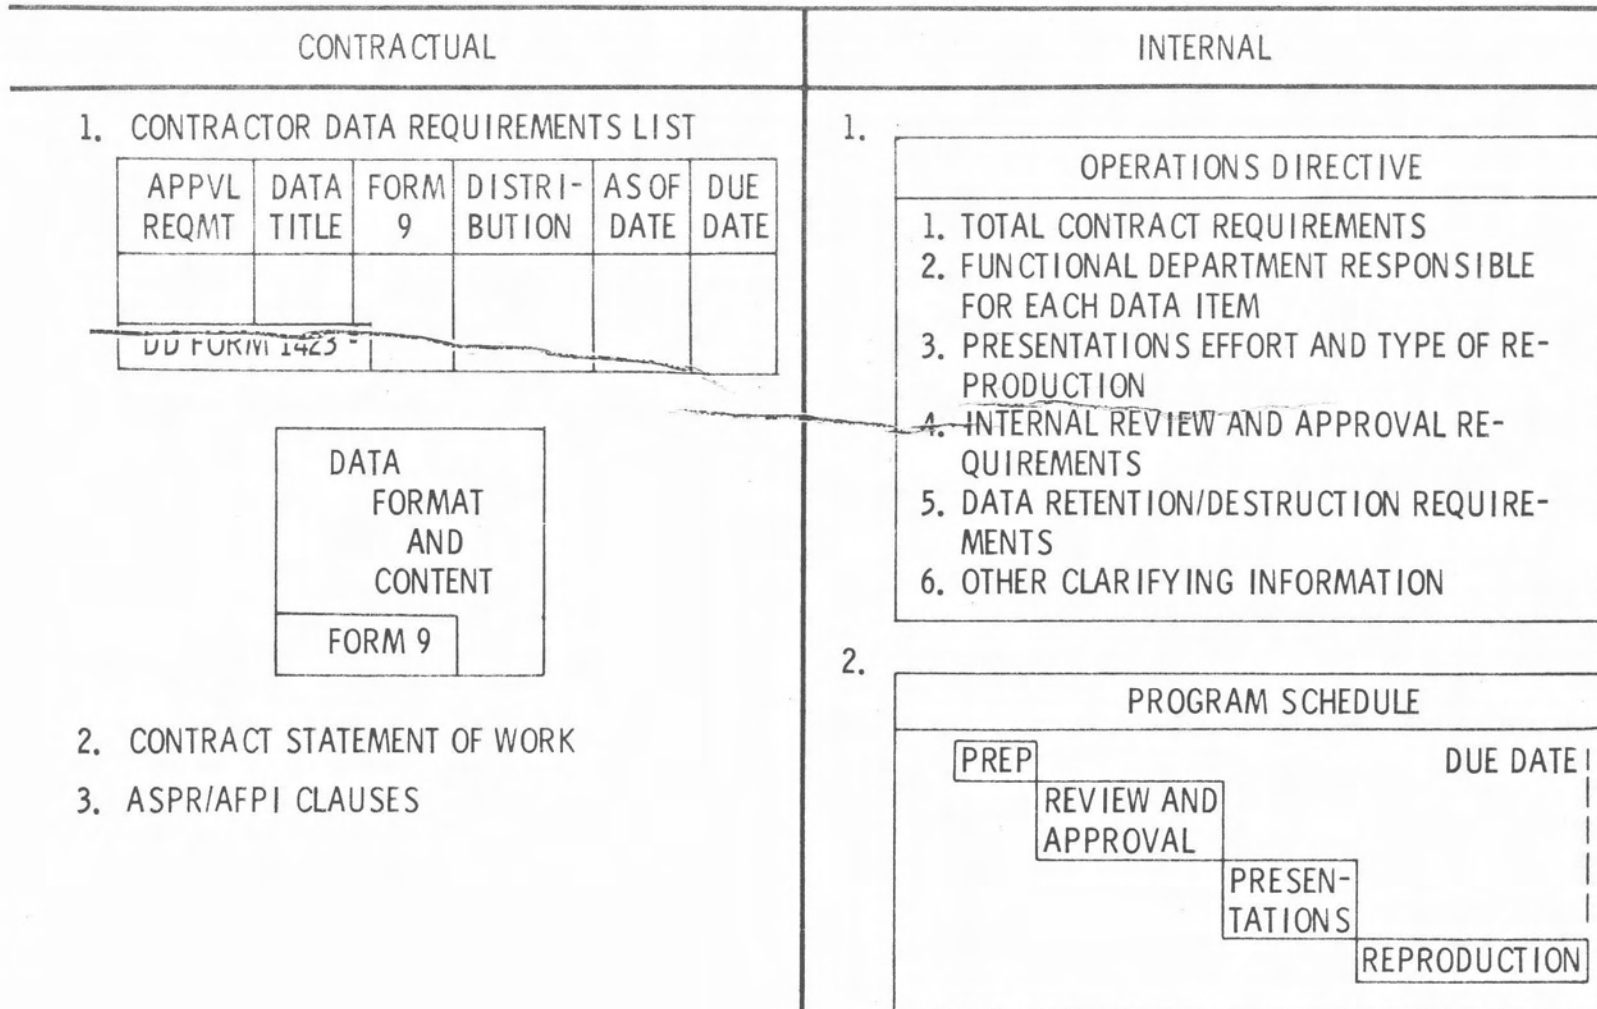 CONTRACTUAL
1. CONTRACTOR DATA REQUIREMENTS LIST
APPVL REQMT
DATA TITLE
FORM 9
DISTRI-
BUTION
AS OF DATE
DUE DATE
DD FORM 1423
DATA
FORMAT
AND
CONTENT
FORM 9
2. CONTRACT STATEMENT OF WORK
3. ASPR/AFPI CLAUSES
INTERNAL
1.
OPERATIONS DIRECTIVE
1. TOTAL CONTRACT REQUIREMENTS
2. FUNCTIONAL DEPARTMENT RESPONSIBLE
FOR EACH DATA ITEM
3. PRESENTATIONS EFFORT AND TYPE OF RE-
PRODUCTION
4. INTERNAL REVIEW AND APPROVAL RE-
QUIREMENTS
5. DATA RETENTION/DESTRUCTION REQUIRE-
MENTS
6. OTHER CLARIFYING INFORMATION
2.
PROGRAM SCHEDULE
PREP
DUE DATE
REVIEW AND
APPROVAL
PRESEN-
TATIONS
REPRODUCTION